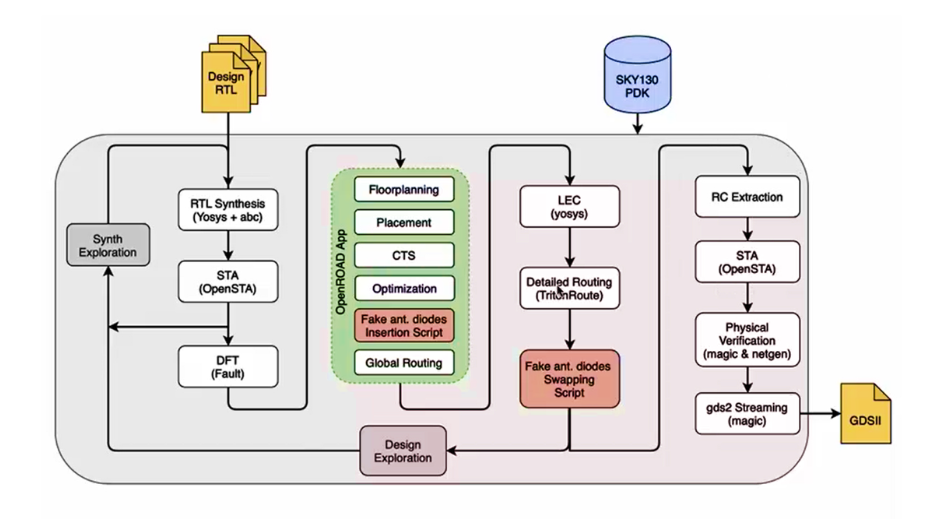 Design
RTL
SKY130
PDK
RTL Synthesis
(Yosys + abc)
Synth
Exploration
STA
(OpenSTA)
DFT
(Fault)
OpenROAD App
Floorplanning
Placement
CTS
Optimization
Fake ant. diodes
Insertion Script
Global Routing
LEC
(yosys)
Detailed Routing
(TritonRoute)
Fake ant. diodes
Swapping
Script
Design
Exploration
RC Extraction
STA
(OpenSTA)
Physical
Verification
(magic & netgen)
gds2 Streaming
(magic)
GDSII